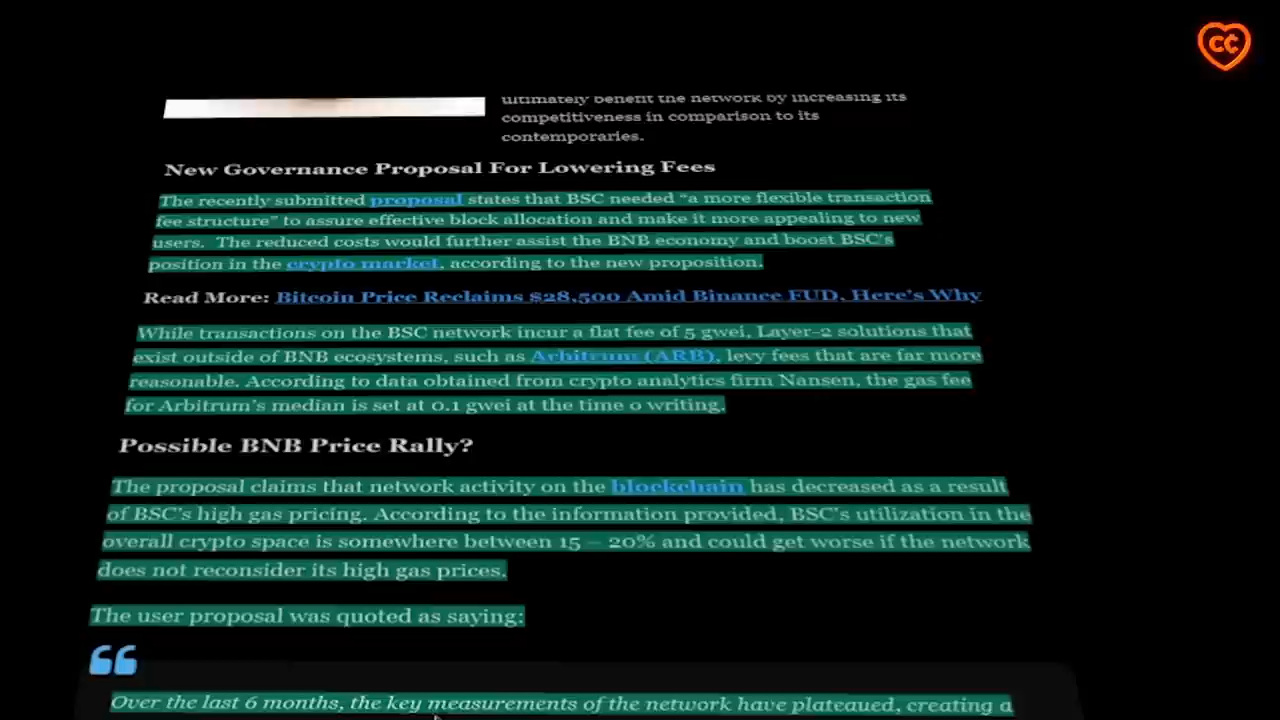 cc
ultimately benefit the network by increasing its
competitiveness in comparison to its
contemporaries.
New Governance Proposal For Lowering Fees
The recently submitted proposal states that BSC needed “a more flexible transaction
fee structure” to assure effective block allocation and make it more appealing to new
users.  The reduced costs would further assist the BNB economy and boost BSC’s
position in the crypto market, according to the new proposition.
Read More: Bitcoin Price Reclaims $28,500 Amid Binance FUD, Here’s Why
While transactions on the BSC network incur a flat fee of 5 gwei, Layer-2 solutions that
exist outside of BNB ecosystems, such as Arbitrum (ARB), levy fees that are far more
reasonable. According to data obtained from crypto analytics firm Nansen, the gas fee
for Arbitrum’s median is set at 0.1 gwei at the time o writing.
Possible BNB Price Rally?
The proposal claims that network activity on the blockchain has decreased as a result
of BSC’s high gas pricing. According to the information provided, BSC’s utilization in the
overall crypto space is somewhere between 15 – 20% and could get worse if the network
does not reconsider its high gas prices.
The user proposal was quoted as saying:
“
Over the last 6 months, the key measurements of the network have plateaued, creating a